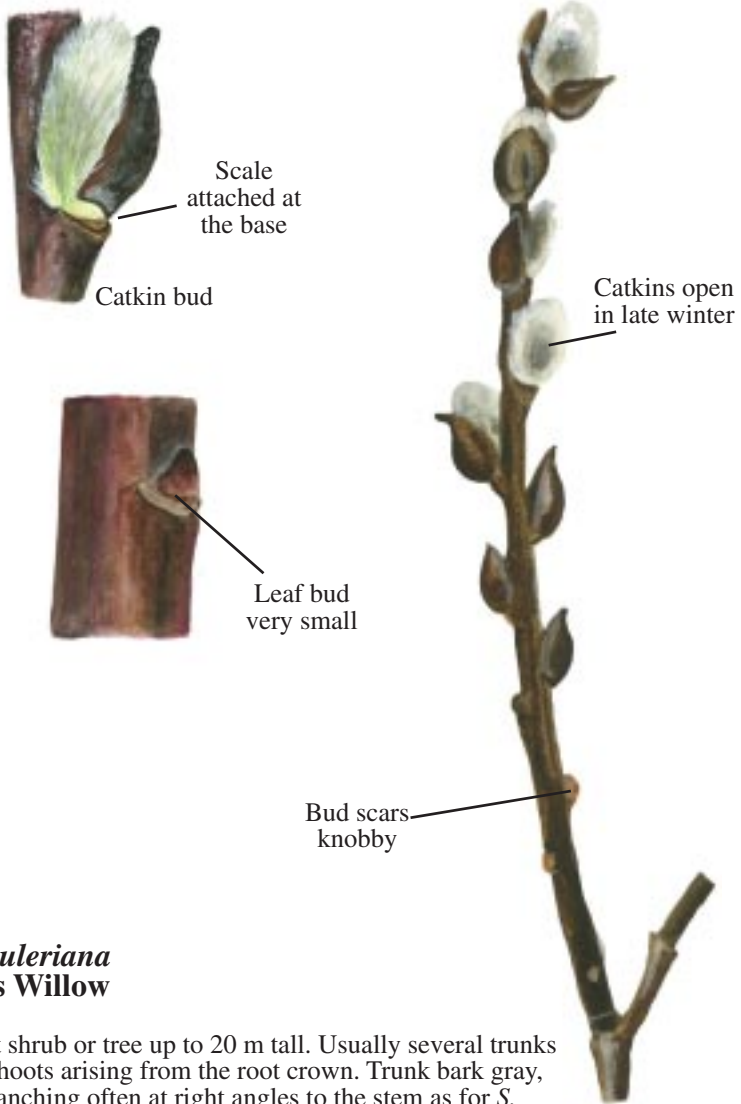 Scale
attached at
the base
Catkin bud
Catkins open
in late winter
Leaf bud
very small
Bud scars
knobby
uleriana
s Willow
shrub or tree up to 20 m tall. Usually several trunks
hoots arising from the root crown. Trunk bark gray,
anching often at right angles to the stem as for S.